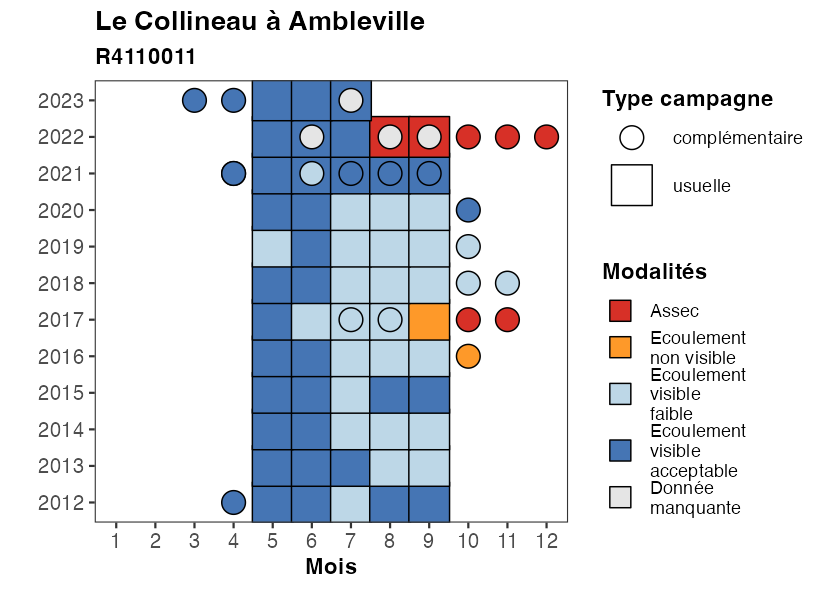 Le Collineau à Ambleville
R4110011
2023
2022
2021
2020
2019
2018
2017
2016
2015
2014
2013
2012
1 2 3 4 5 6 7 8 9 10 11 12
Mois
Type campagne
complémentaire
usuelle
Modalités
Assec
Ecoulement
non visible
Ecoulement
visible
faible
Ecoulement
visible
acceptable
Donnée
manquante